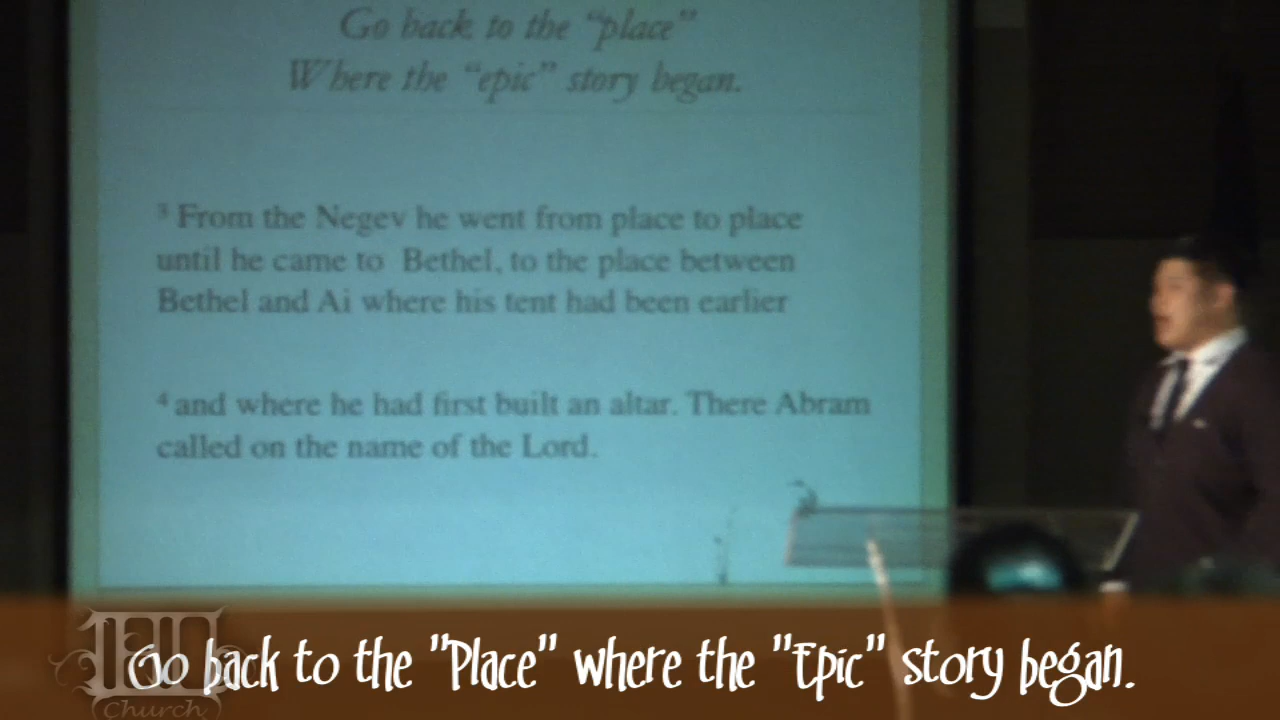 Go back to the “place”
Where the “epic” story began.
³ From the Negev he went from place to place
until he came to Bethel, to the place between
Bethel and Ai where his tent had been earlier
⁴ and where he had first built an altar. There Abram
called on the name of the Lord.
Go back to the "Place" where the "Epic" story began.
Church